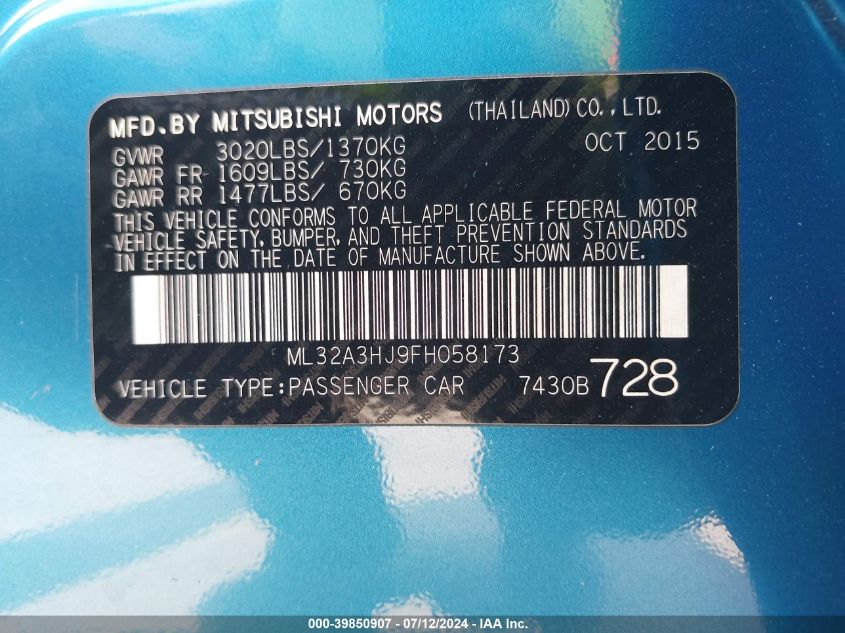 MFD.BY MITSUBISHI MOTORS (THAILAND)CO.,LTD.
GVWR 3020LBS/1370KG OCT 2015
GAWR FR 1609LBS/ 730KG
GAWR RR 1477LBS/ 670KG
THIS VEHICLE CONFORMS TO ALL APPLICABLE FEDERAL MOTOR
VEHICLE SAFETY, BUMPER, AND THEFT PREVENTION STANDARDS
IN EFFECT ON THE DATE OF MANUFACTURE SHOWN ABOVE.
ML32A3HJ9FH058173
VEHICLE TYPE:PASSENGER CAR 7430B 728
000-39850907 - 07/12/2024 - IAA Inc.